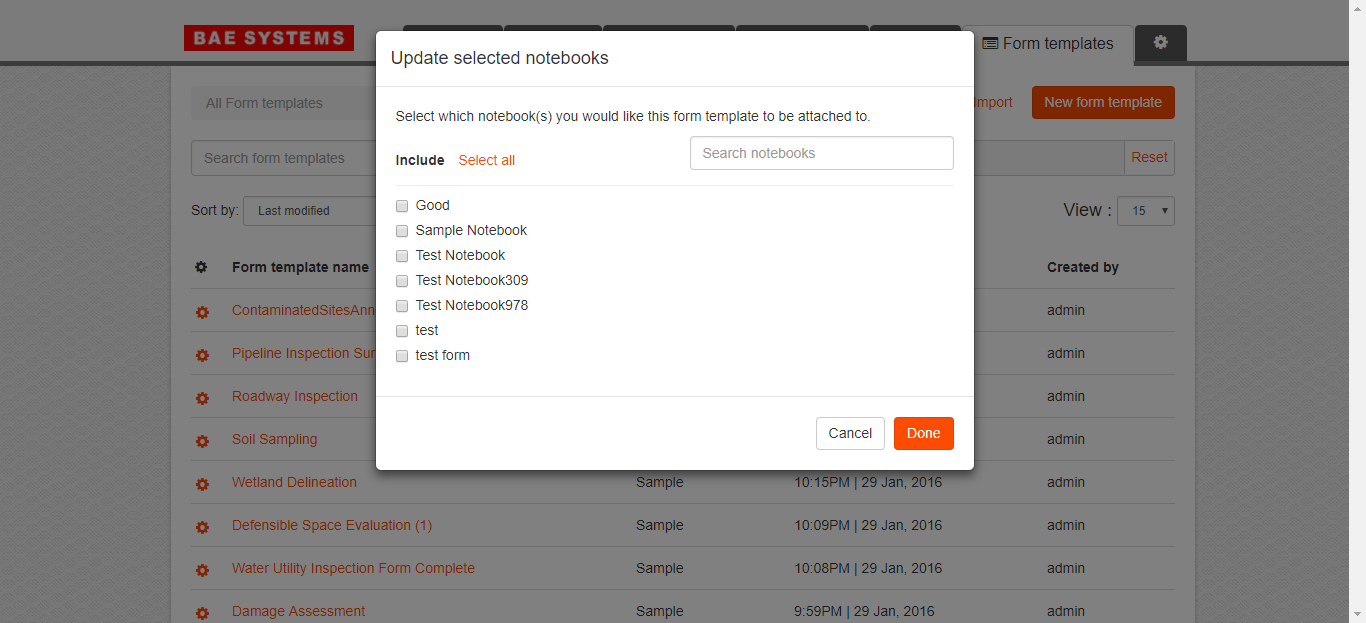 BAE SYSTEMS
Form templates
Update selected notebooks
All Form templates
Import
New form template
Select which notebook(s) you would like this form template to be attached to.
Search form templates
Include Select all
Search notebooks
Reset
Good
Sort by: Last modified
View : 15
Sample Notebook
Test Notebook
Form template name
Created by
Test Notebook309
Test Notebook978
ContaminatedSitesAnn
admin
test
test form
Pipeline Inspection Sur
admin
Roadway Inspection
admin
Cancel
Done
Soil Sampling
admin
Wetland Delineation Sample 10:15PM | 29 Jan, 2016 admin
Defensible Space Evaluation (1) Sample 10:09PM | 29 Jan, 2016 admin
Water Utility Inspection Form Complete Sample 10:08PM | 29 Jan, 2016 admin
Damage Assessment Sample 9:59PM | 29 Jan, 2016 admin